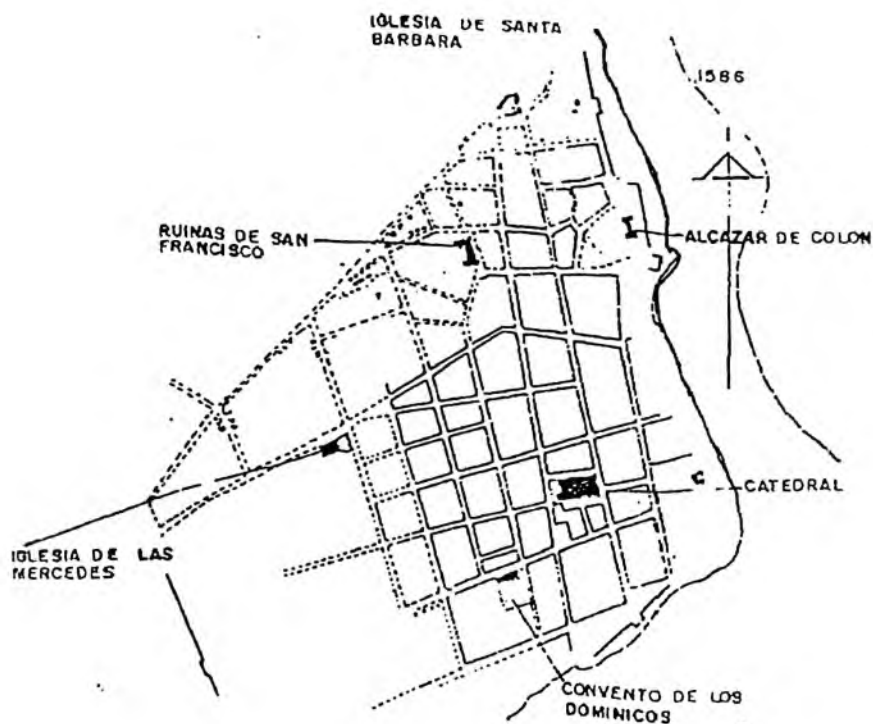 IGLESIA DE SANTA
BARBARA
1586
RUINAS DE SAN
FRANCISCO
ALCAZAR DE COLON
CATEDRAL
IGLESIA DE LAS
MERCEDES
CONVENTO DE LOS
DOMINICOS